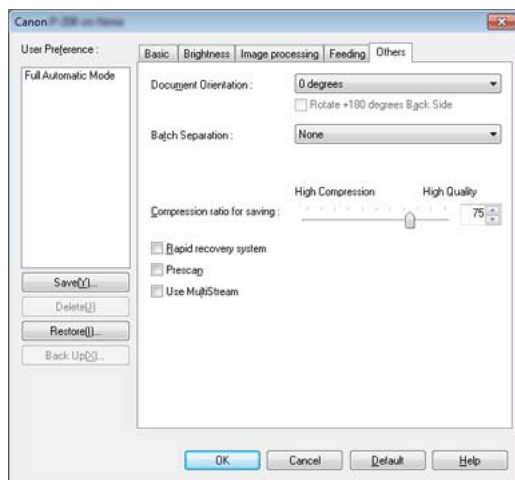 Canon
User Preference :
Full Automatic Mode
Save(Y)...
Delete(J)
Restore(I)...
Back Up(X)...
Basic Brightness Image processing Feeding Others
Document Orientation : 0 degrees
Rotate +180 degrees Back Side
Batch Separation : None
High Compression High Quality
Compression ratio for saving : 75
Rapid recovery system
Prescan
Use MultiStream
OK Cancel Default Help